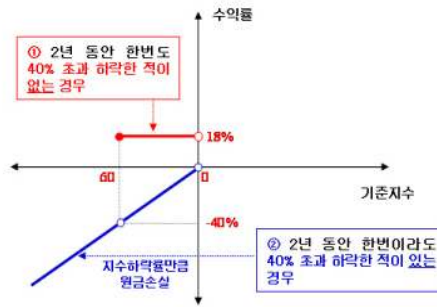 수익률
① 2년 동안 한번도
40% 초과 하락한 적이
없는 경우
18%
60
0
기준지수
-40%
② 2년 동안 한번이라도
40% 초과 하락한 적이 있는
경우
지수하락률만큼
원금손실